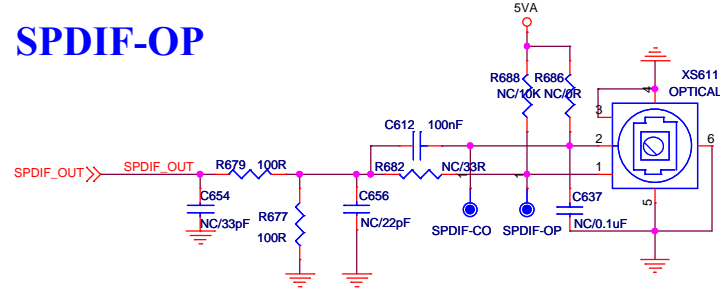 5VA
SPDIF-OP
R688 R686
NC/10K NC/0R
XS611
OPTICAL
4
3
C612 100nF
2
6
SPDIF_OUT SPDIF_OUT R679 100R R682 NC/33R
1
1 1
C654 C656 C637
5
NC/33pF R677 NC/22pF NC/0.1uF
100R
SPDIF-CO SPDIF-OP